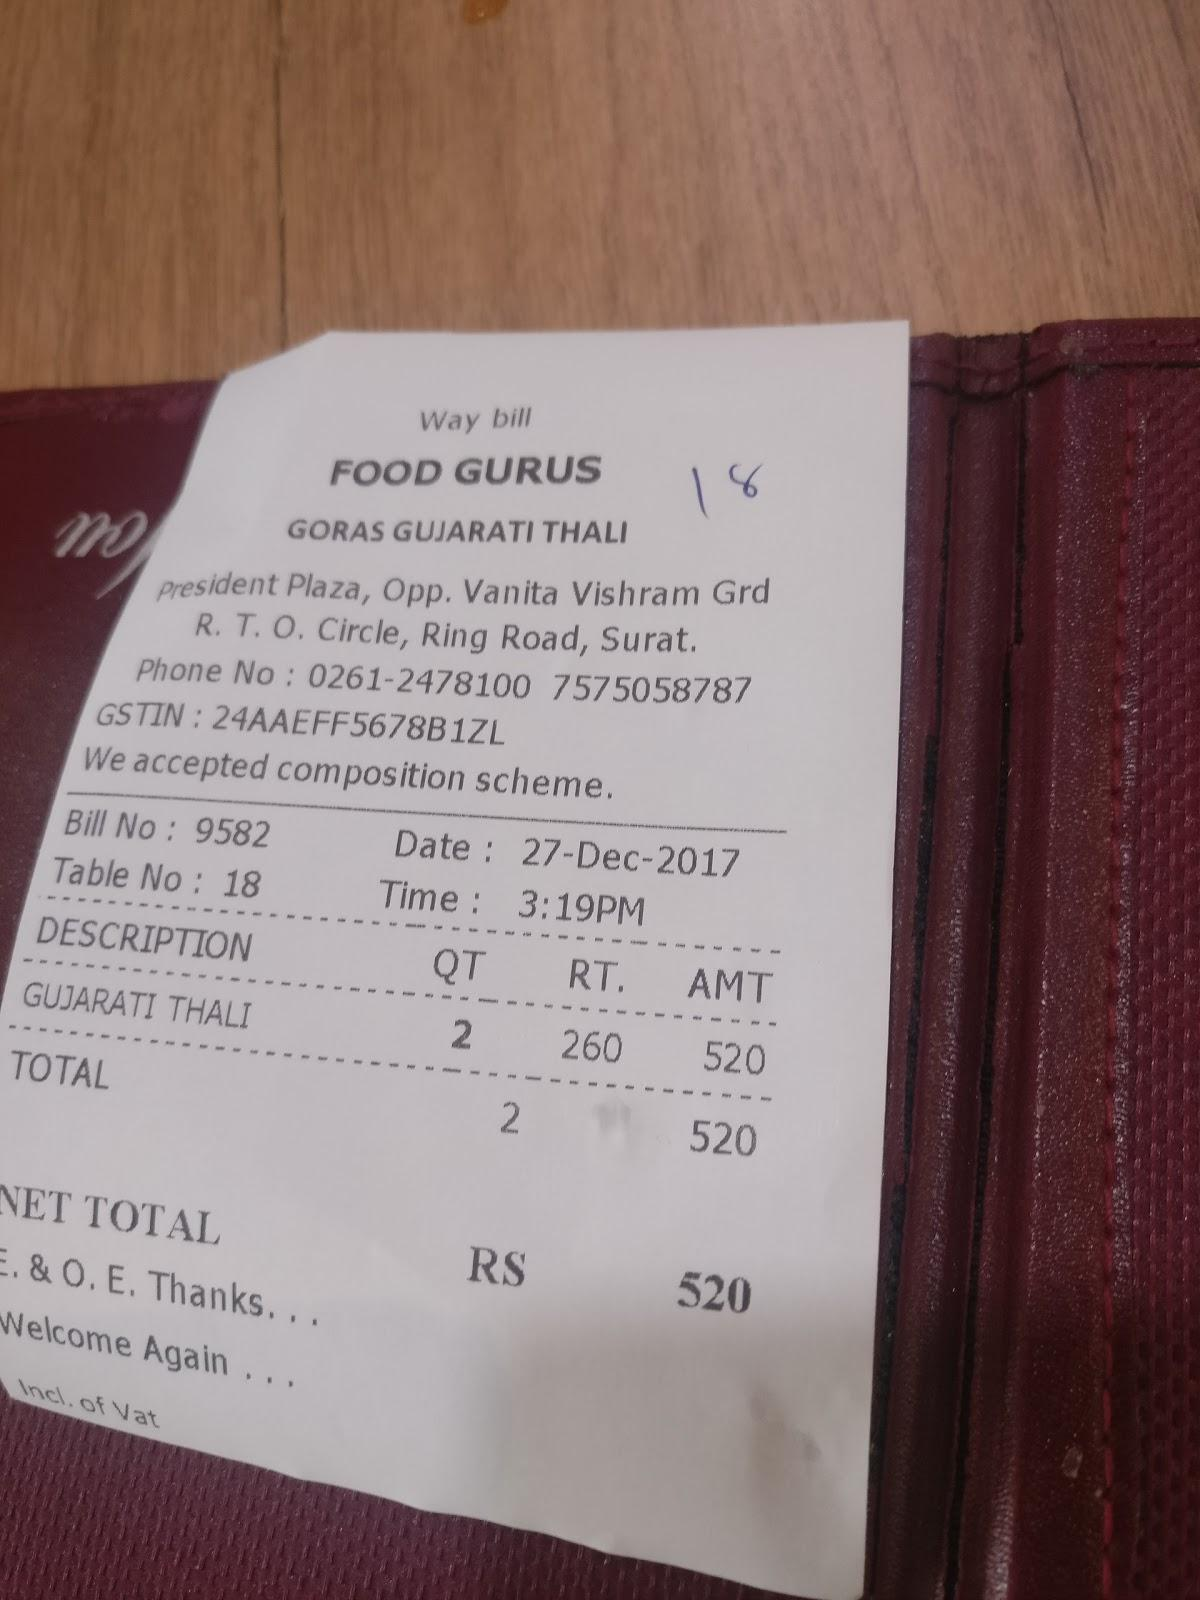 Way bill
FOOD GURUS
18
GORAS GUJARATI THALI
President Plaza, Opp. Vanita Vishram Grd
R. T. O. Circle, Ring Road, Surat.
Phone No : 0261-2478100 7575058787
GSTIN : 24AAEFF5678B1ZL
We accepted composition scheme.
Bill No : 9582 Date : 27-Dec-2017
Table No : 18 Time : 3:19PM
DESCRIPTION QT RT. AMT
GUJARATI THALI 2 260 520
TOTAL 2 520
NET TOTAL RS 520
E. & O. E. Thanks. . .
Welcome Again . . .
Incl. of Vat